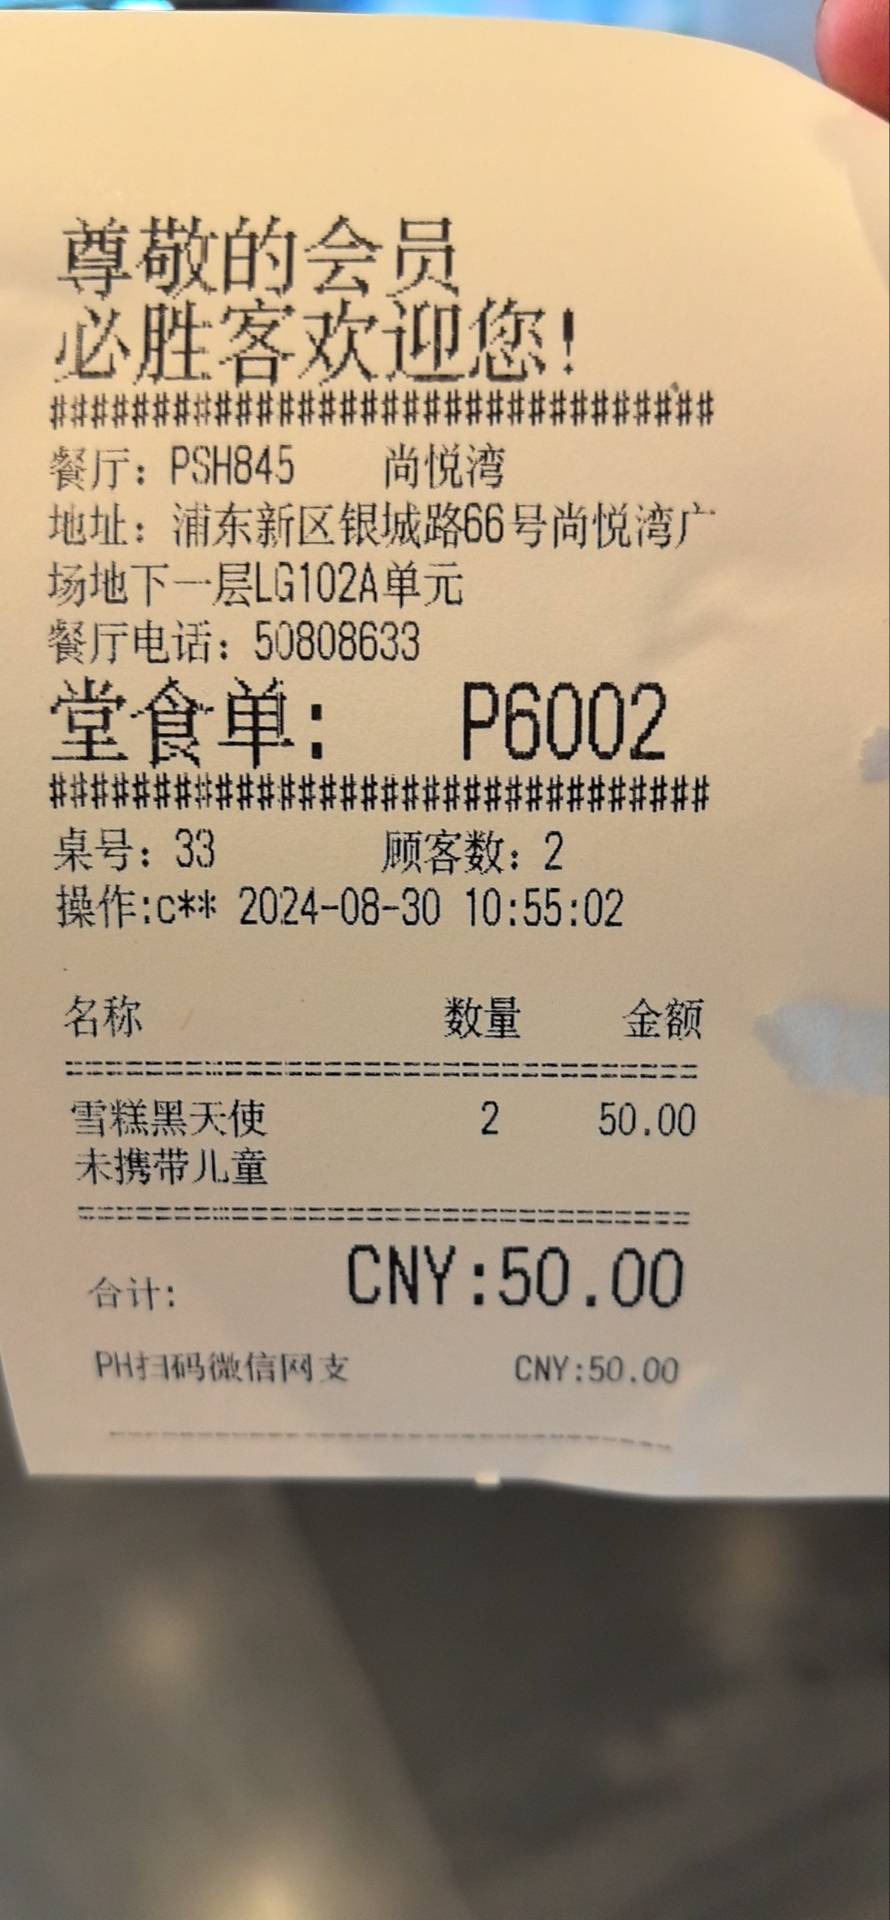 尊敬的会员
必胜客欢迎您!
################################
餐厅：PSH845 尚悦湾
地址：浦东新区银城路66号尚悦湾广
场地下一层LG102A单元
餐厅电话：50808633
堂食单： P6002
################################
桌号：33 顾客数：2
操作:c** 2024-08-30 10:55:02
名称 数量 金额
================================
雪糕黑天使 2 50.00
未携带儿童
================================
合计: CNY:50.00
PH扫码微信网支 CNY:50.00
--------------------------------